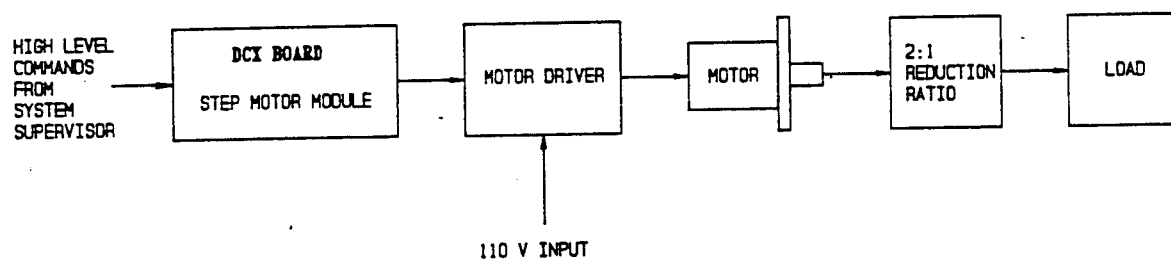 HIGH LEVEL
COMMANDS
FROM
SYSTEM
SUPERVISOR
DCX BOARD
STEP MOTOR MODULE
MOTOR DRIVER
110 V INPUT
MOTOR
2:1
REDUCTION
RATIO
LOAD